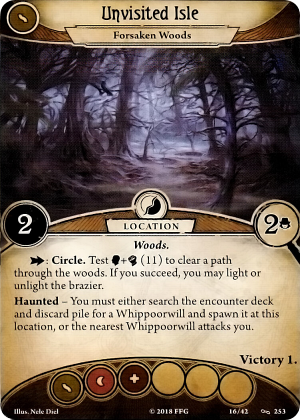 Unvisited Isle
Forsaken Woods
2
2
LOCATION
Woods.
: Circle. Test + (11) to clear a path
through the woods. If you succeed, you may light or
unlight the brazier.
Haunted – You must either search the encounter deck
and discard pile for a Whippoorwill and spawn it at this
location, or the nearest Whippoorwill attacks you.
Victory 1.
Illus. Nele Diel © 2018 FFG 16/42 253